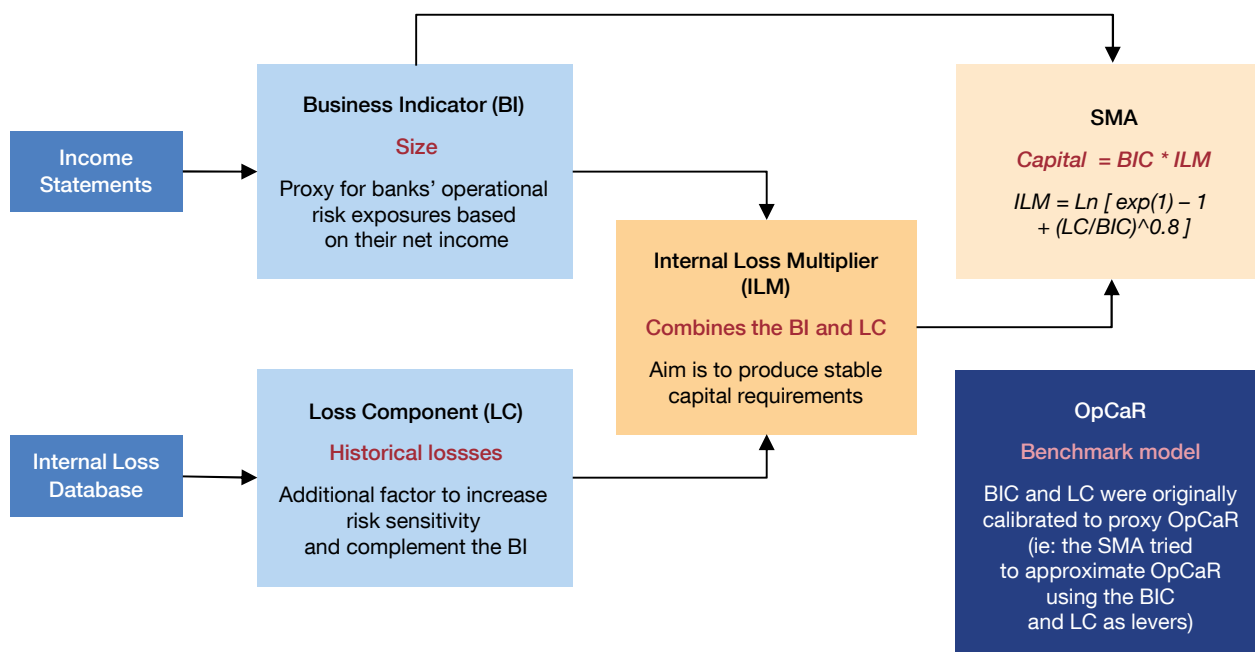 Income
Statements
Business Indicator (BI)
Size
Proxy for banks’ operational
risk exposures based
on their net income
Internal Loss
Database
Loss Component (LC)
Historical lossses
Additional factor to increase
risk sensitivity
and complement the BI
Internal Loss Multiplier
(ILM)
Combines the BI and LC
Aim is to produce stable
capital requirements
SMA
Capital = BIC * ILM
ILM = Ln [ exp(1) – 1
+ (LC/BIC)^0.8 ]
OpCaR
Benchmark model
BIC and LC were originally
calibrated to proxy OpCaR
(ie: the SMA tried
to approximate OpCaR
using the BIC
and LC as levers)